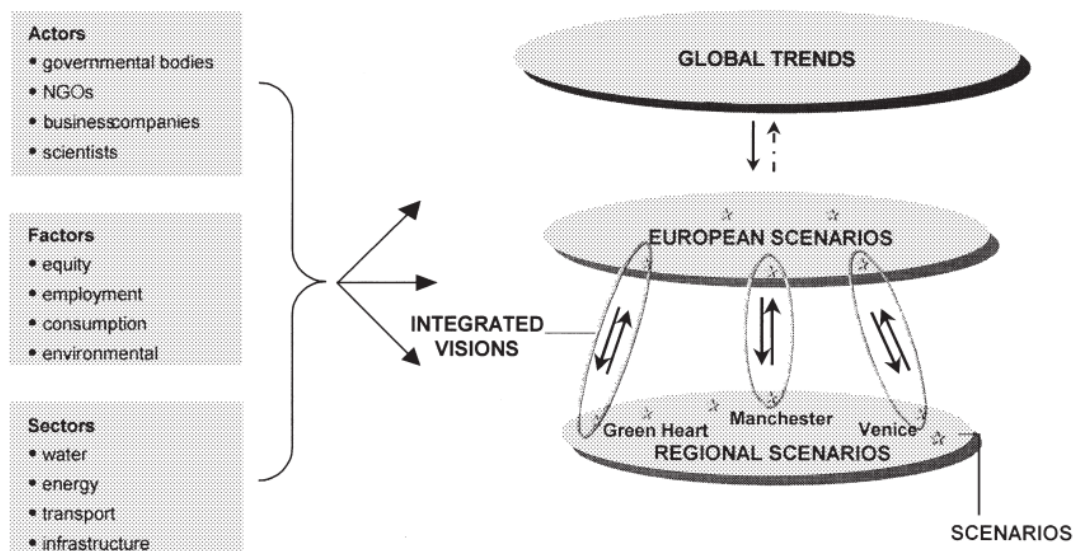 Actors
• governmental bodies
• NGOs
• businesscompanies
• scientists
Factors
• equity
• employment
• consumption
• environmental
Sectors
• water
• energy
• transport
• infrastructure
GLOBAL TRENDS
EUROPEAN SCENARIOS
INTEGRATED
VISIONS
Manchester
Green Heart
Venice
REGIONAL SCENARIOS
SCENARIOS